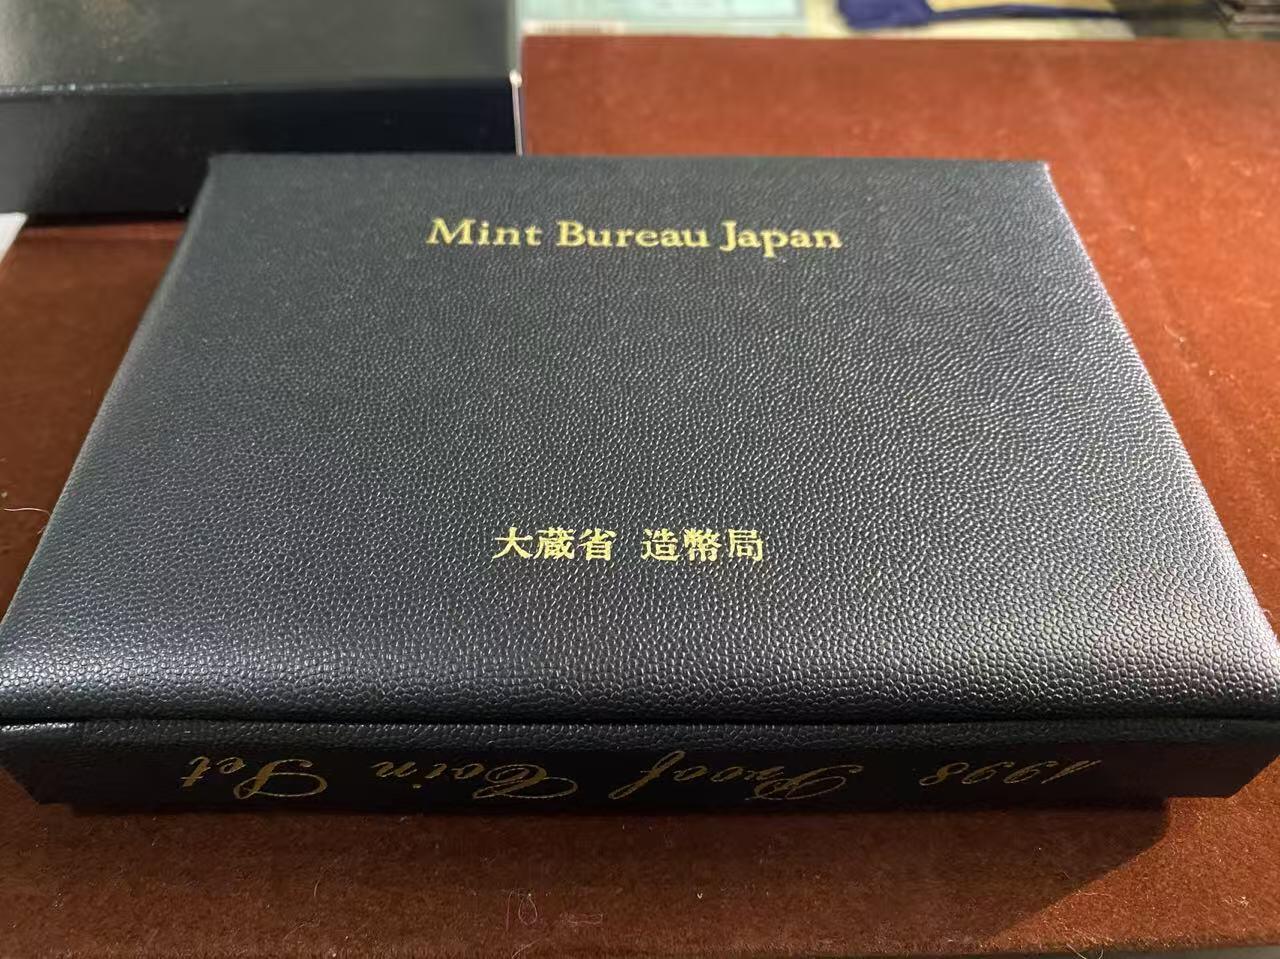 Mint Bureau Japan
大蔵省 造幣局
1998 Proof Coin Set